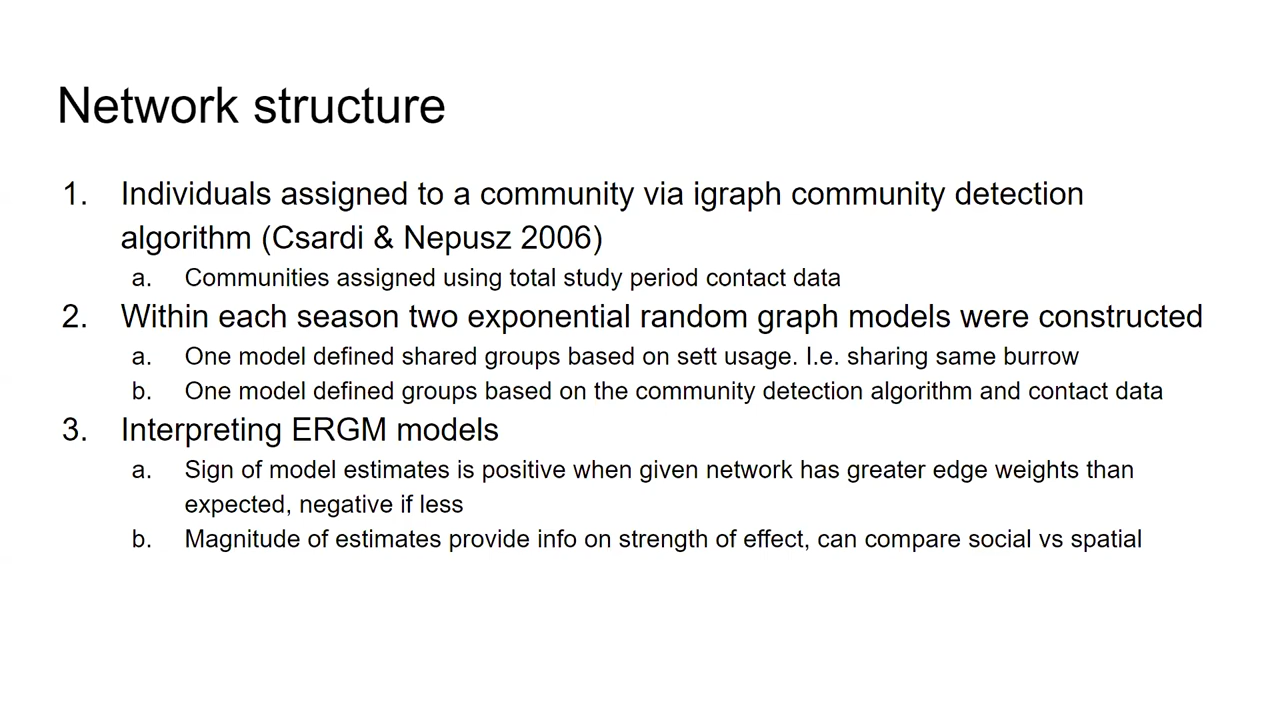 Network structure
1. Individuals assigned to a community via igraph community detection
algorithm (Csardi & Nepusz 2006)
a. Communities assigned using total study period contact data
2. Within each season two exponential random graph models were constructed
a. One model defined shared groups based on sett usage. I.e. sharing same burrow
b. One model defined groups based on the community detection algorithm and contact data
3. Interpreting ERGM models
a. Sign of model estimates is positive when given network has greater edge weights than
expected, negative if less
b. Magnitude of estimates provide info on strength of effect, can compare social vs spatial